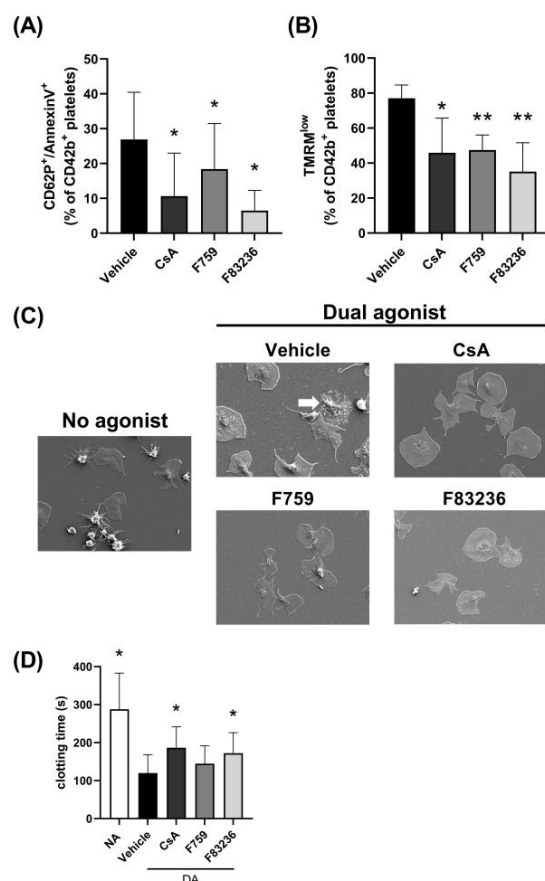 (A)
CD62P⁺/AnnexinV⁺
(% of CD42b⁺ platelets)
50
40
30
20
10
0
*
*
*
Vehicle
CsA
F759
F83236
(B)
TMRMˡᵒʷ
(% of CD42b⁺ platelets)
100
80
60
40
20
0
*
**
**
Vehicle
CsA
F759
F83236
(C)
Dual agonist
Vehicle
CsA
No agonist
F759
F83236
(D)
clotting time (s)
400
300
200
100
0
*
*
*
NA
Vehicle
CsA
F759
F83236
DA